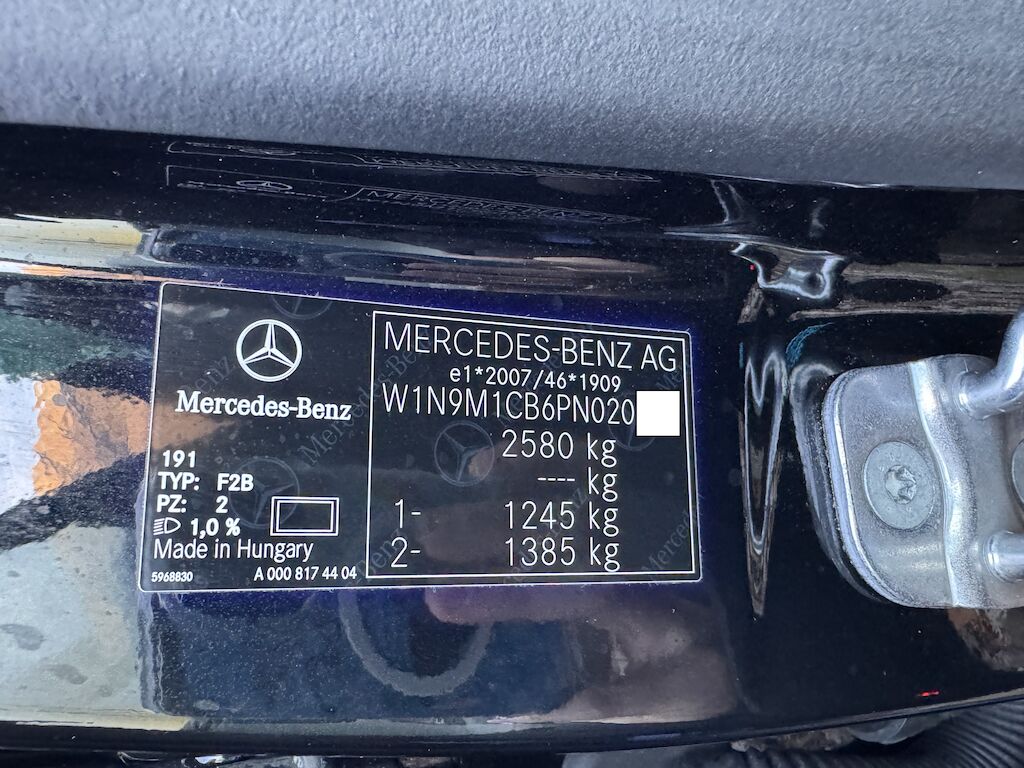 Mercedes-Benz
191
TYP: F2B
PZ: 2
1,0 %
Made in Hungary
5968830 A 000 817 44 04
MERCEDES-BENZ AG
e1*2007/46*1909
W1N9M1CB6PN020
2580 kg
---- kg
1- 1245 kg
2- 1385 kg